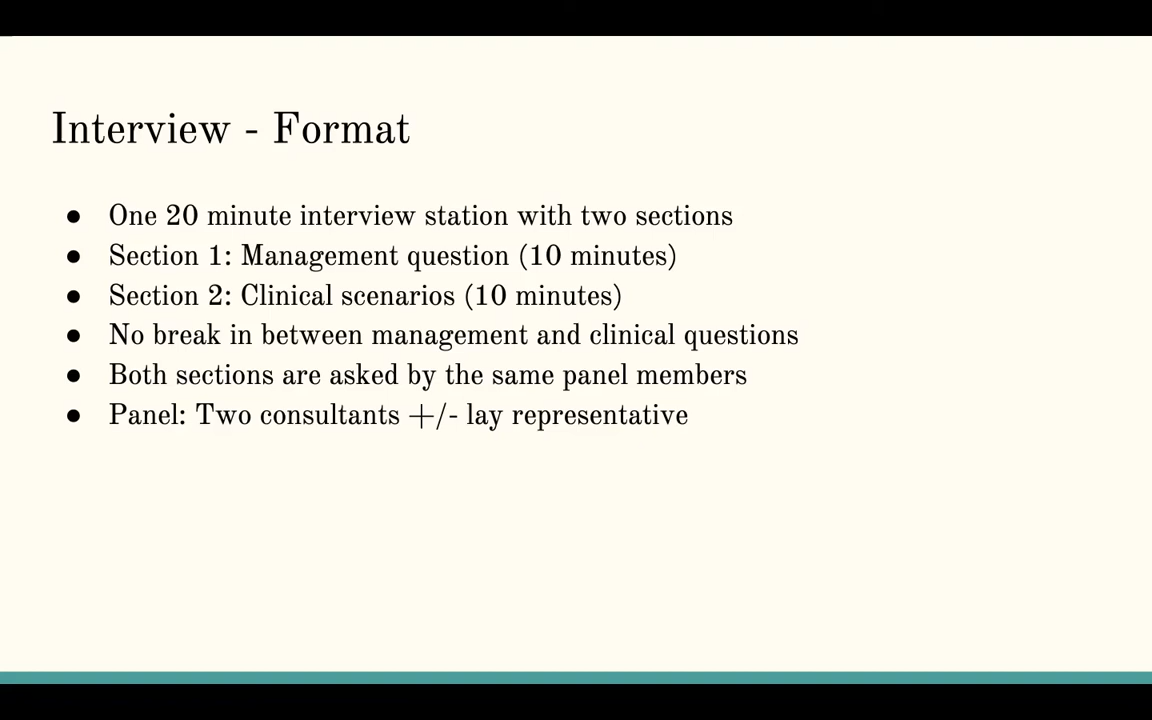 Interview - Format
● One 20 minute interview station with two sections
● Section 1: Management question (10 minutes)
● Section 2: Clinical scenarios (10 minutes)
● No break in between management and clinical questions
● Both sections are asked by the same panel members
● Panel: Two consultants +/- lay representative